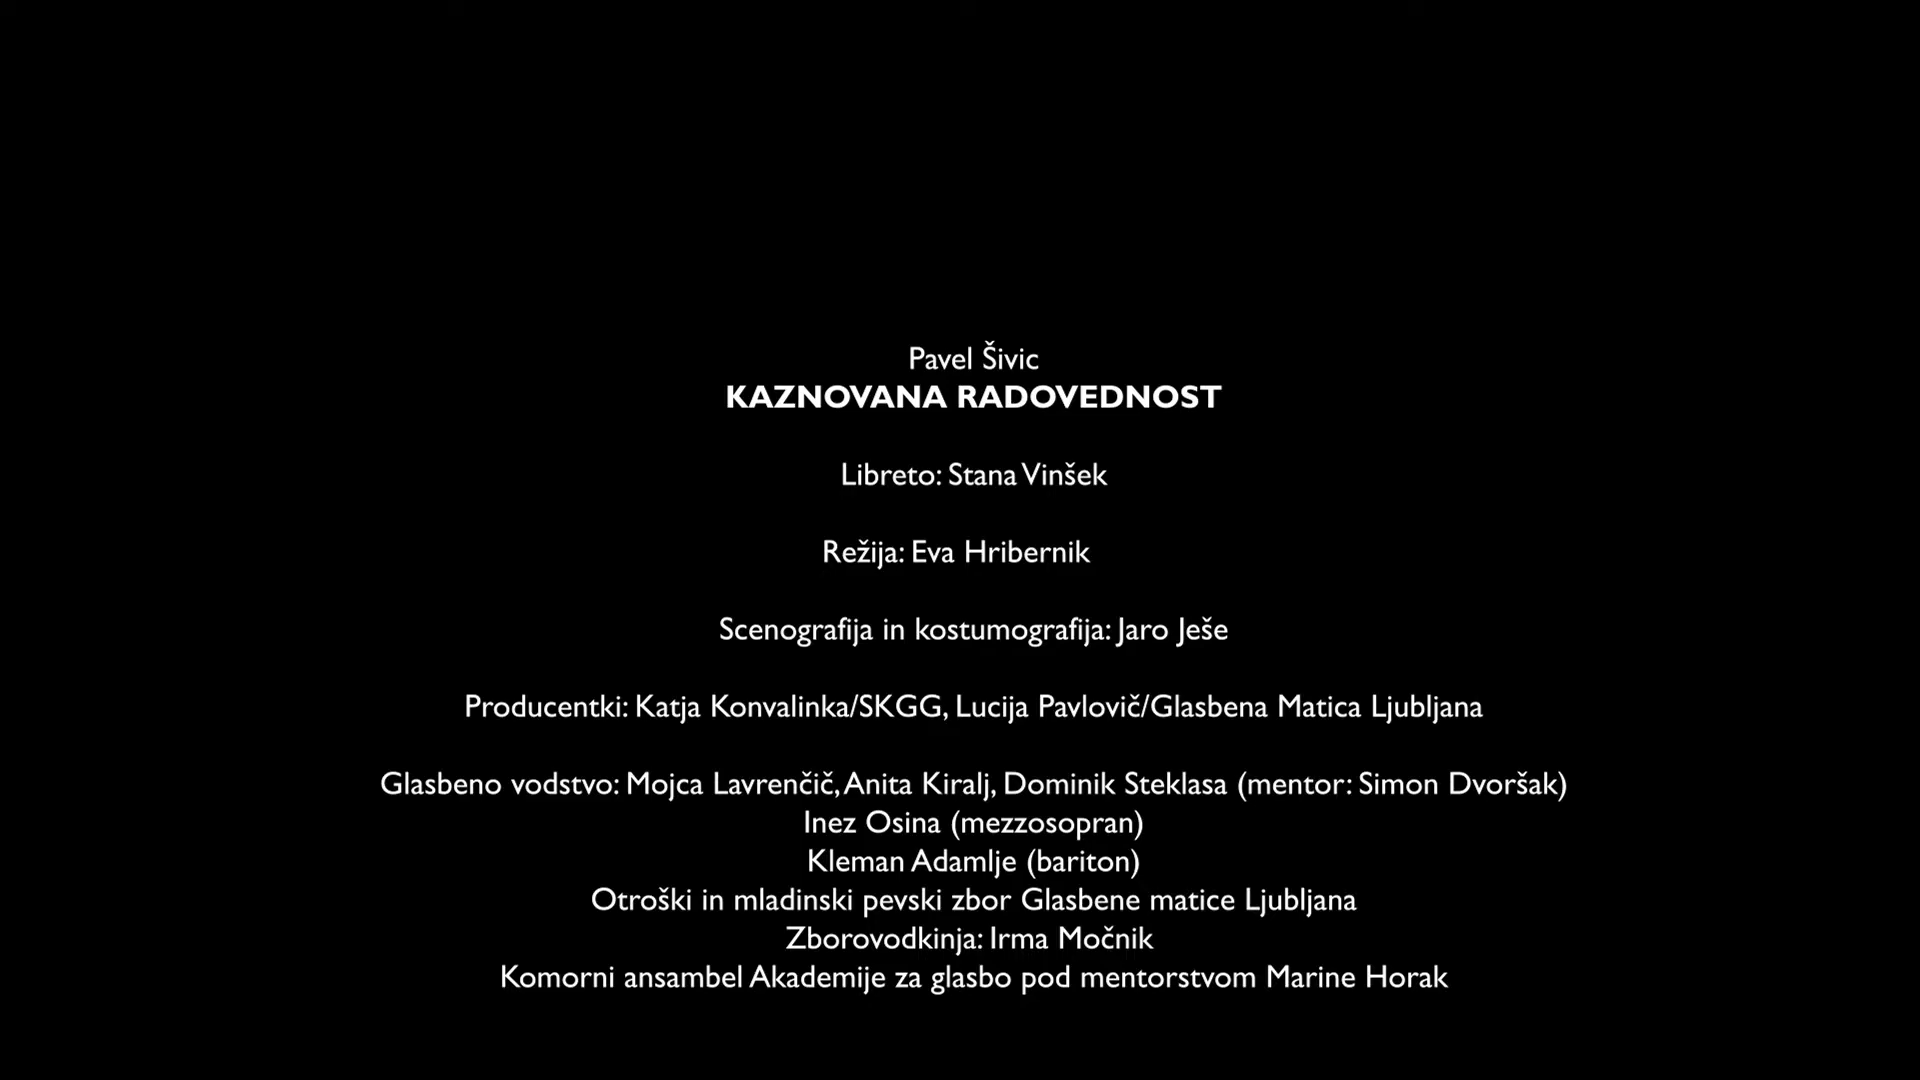 Pavel Šivic
KAZNOVANA RADOVEDNOST
Libreto: Stana Vinšek
Režija: Eva Hribernik
Scenografija in kostumografija: Jaro Ješe
Producentki: Katja Konvalinka/SKGG, Lucija Pavlovič/Glasbena Matica Ljubljana
Glasbeno vodstvo: Mojca Lavrenčič, Anita Kiralj, Dominik Steklasa (mentor: Simon Dvoršak)
Inez Osina (mezzosopran)
Kleman Adamlje (bariton)
Otroški in mladinski pevski zbor Glasbene matice Ljubljana
Zborovodkinja: Irma Močnik
Komorni ansambel Akademije za glasbo pod mentorstvom Marine Horak